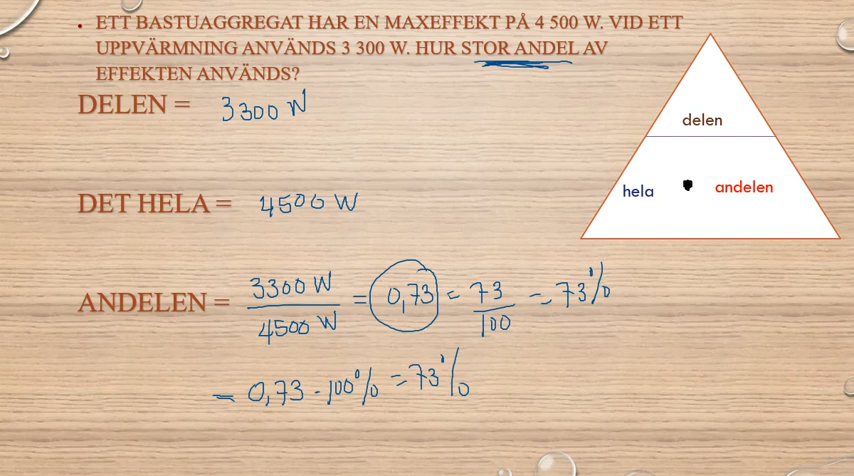 • ETT BASTUAGGREGAT HAR EN MAXEFFEKT PÅ 4 500 W. VID ETT
UPPVÄRMNING ANVÄNDS 3 300 W. HUR STOR ANDEL AV
EFFEKTEN ANVÄNDS?
DELEN = 3300 W
delen
DET HELA = 4500 W
hela • andelen
ANDELEN = 3300 W / 4500 W = 0,73 = 73 / 100 = 73 %
= 0,73 · 100 % = 73 %